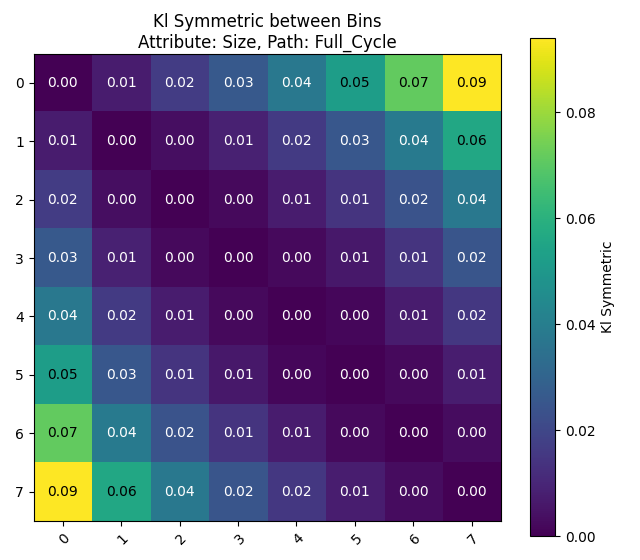 Kl Symmetric between Bins
Attribute: Size, Path: Full_Cycle
0 0.00 0.01 0.02 0.03 0.04 0.05 0.07 0.09
1 0.01 0.00 0.00 0.01 0.02 0.03 0.04 0.06
2 0.02 0.00 0.00 0.00 0.01 0.01 0.02 0.04
3 0.03 0.01 0.00 0.00 0.00 0.01 0.01 0.02
4 0.04 0.02 0.01 0.00 0.00 0.00 0.01 0.02
5 0.05 0.03 0.01 0.01 0.00 0.00 0.00 0.01
6 0.07 0.04 0.02 0.01 0.01 0.00 0.00 0.00
7 0.09 0.06 0.04 0.02 0.02 0.01 0.00 0.00
0 1 2 3 4 5 6 7
0.08
0.06
0.04
0.02
0.00
Kl Symmetric